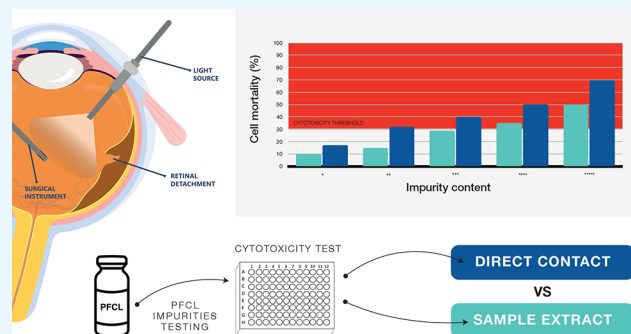 LIGHT
SOURCE
RETINAL
DETACHMENT
SURGICAL
INSTRUMENT
Cell mortality (%)
100
90
80
70
60
50
40
30
20
10
0
CYTOTOXICITY THRESHOLD
* ** *** **** *****
Impurity content
PFCL
PFCL
IMPURITIES
TESTING
CYTOTOXICITY TEST
1 2 3 4 5 6 7 8 9 10 11 12
A
B
C
D
E
F
G
H
DIRECT CONTACT
VS
SAMPLE EXTRACT